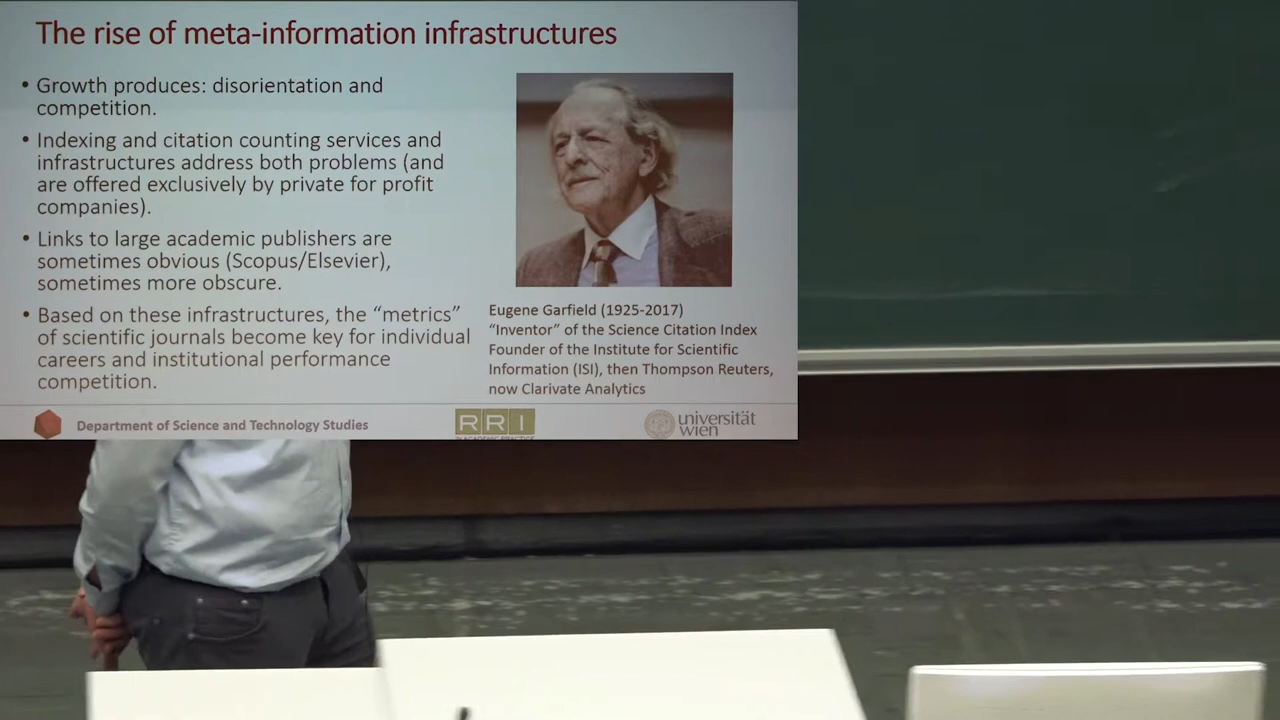 The rise of meta-information infrastructures
• Growth produces: disorientation and
competition.
• Indexing and citation counting services and
infrastructures address both problems (and
are offered exclusively by private for profit
companies).
• Links to large academic publishers are
sometimes obvious (Scopus/Elsevier),
sometimes more obscure.
• Based on these infrastructures, the “metrics”
of scientific journals become key for individual
careers and institutional performance
competition.
Eugene Garfield (1925-2017)
“Inventor” of the Science Citation Index
Founder of the Institute for Scientific
Information (ISI), then Thompson Reuters,
now Clarivate Analytics
Department of Science and Technology Studies
RRI
IN ACADEMIC PRACTICE
universität
wien